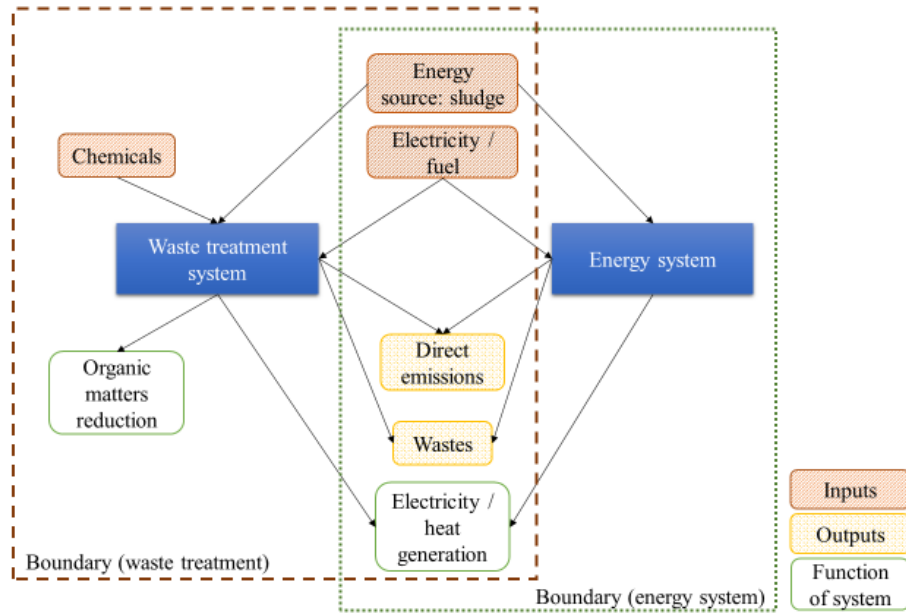 Energy
source: sludge
Electricity /
fuel
Chemicals
Waste treatment
system
Energy system
Organic
matters
reduction
Direct
emissions
Wastes
Electricity /
heat
generation
Boundary (waste treatment)
Boundary (energy system)
Inputs
Outputs
Function
of system